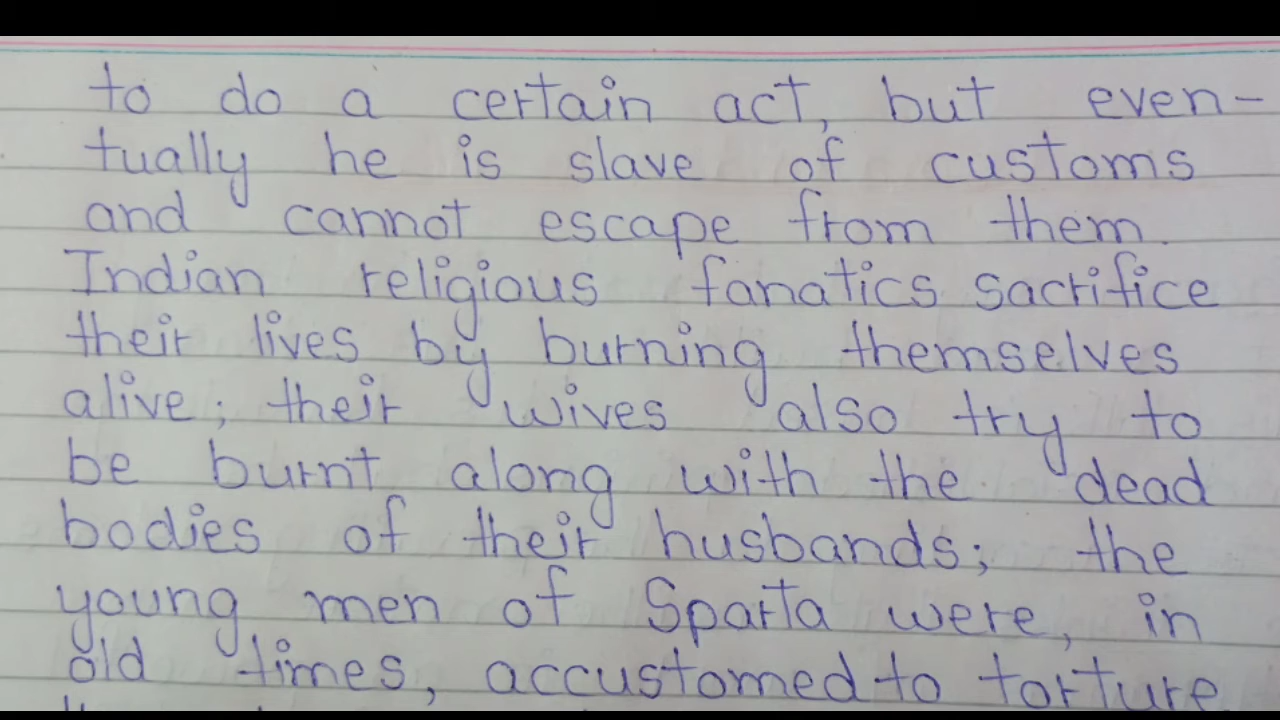 to do a certain act, but even-
tually he is slave of customs
and cannot escape from them.
Indian religious fanatics sacrifice
their lives by burning themselves
alive; their wives also try to
be burnt along with the dead
bodies of their husbands; the
young men of Sparta were, in
old times, accustomed to torture